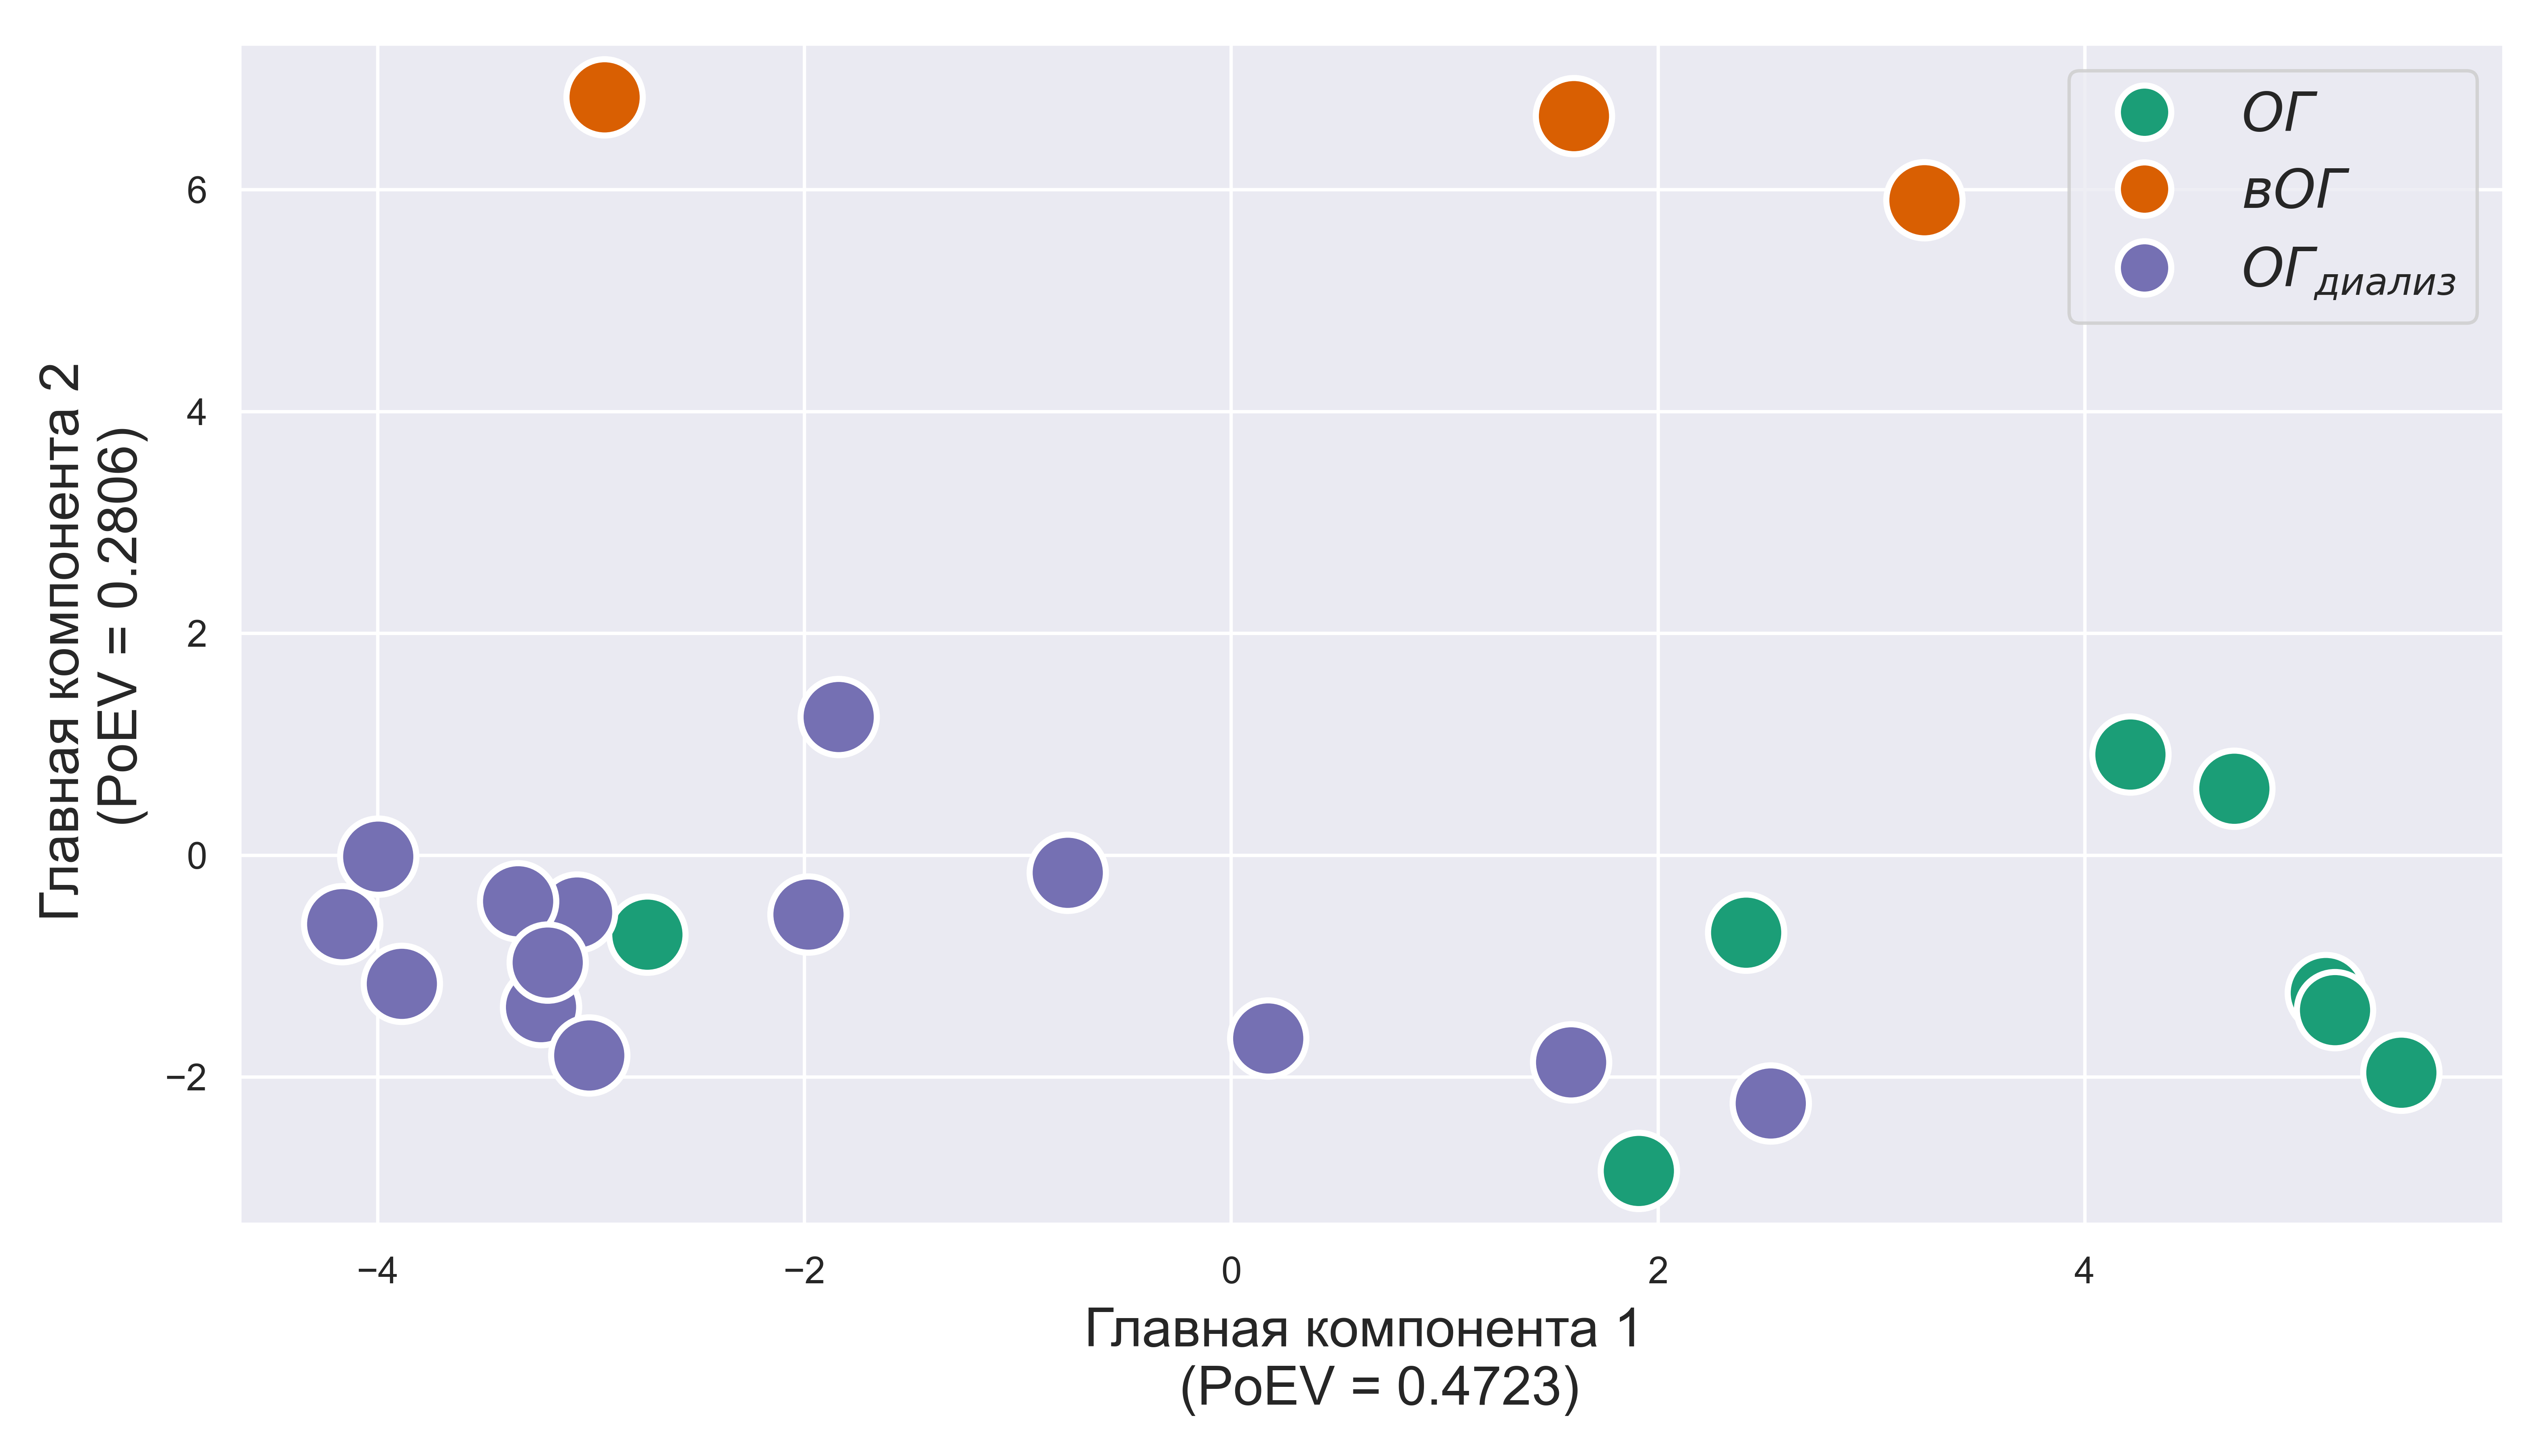 Главная компонента 2
(PoEV = 0.2806)
6
4
2
0
−2
ОГ
вОГ
ОГдиализ
−4
−2
0
2
4
Главная компонента 1
(PoEV = 0.4723)